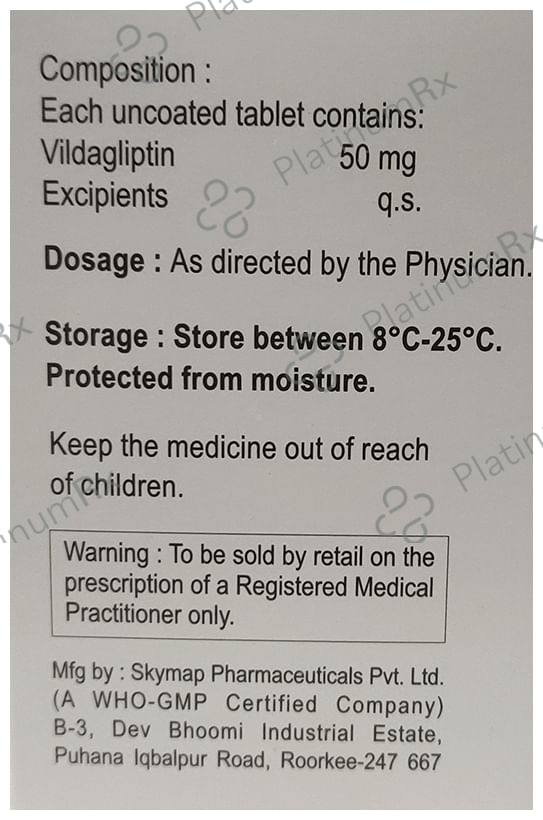 Composition :
Each uncoated tablet contains:
Vildagliptin 50 mg
Excipients q.s.
Dosage : As directed by the Physician.
Storage : Store between 8°C-25°C.
Protected from moisture.
Keep the medicine out of reach
of children.
Warning : To be sold by retail on the
prescription of a Registered Medical
Practitioner only.
Mfg by : Skymap Pharmaceuticals Pvt. Ltd.
(A WHO-GMP Certified Company)
B-3, Dev Bhoomi Industrial Estate,
Puhana Iqbalpur Road, Roorkee-247 667
PlatinumRx
PlatinumRx